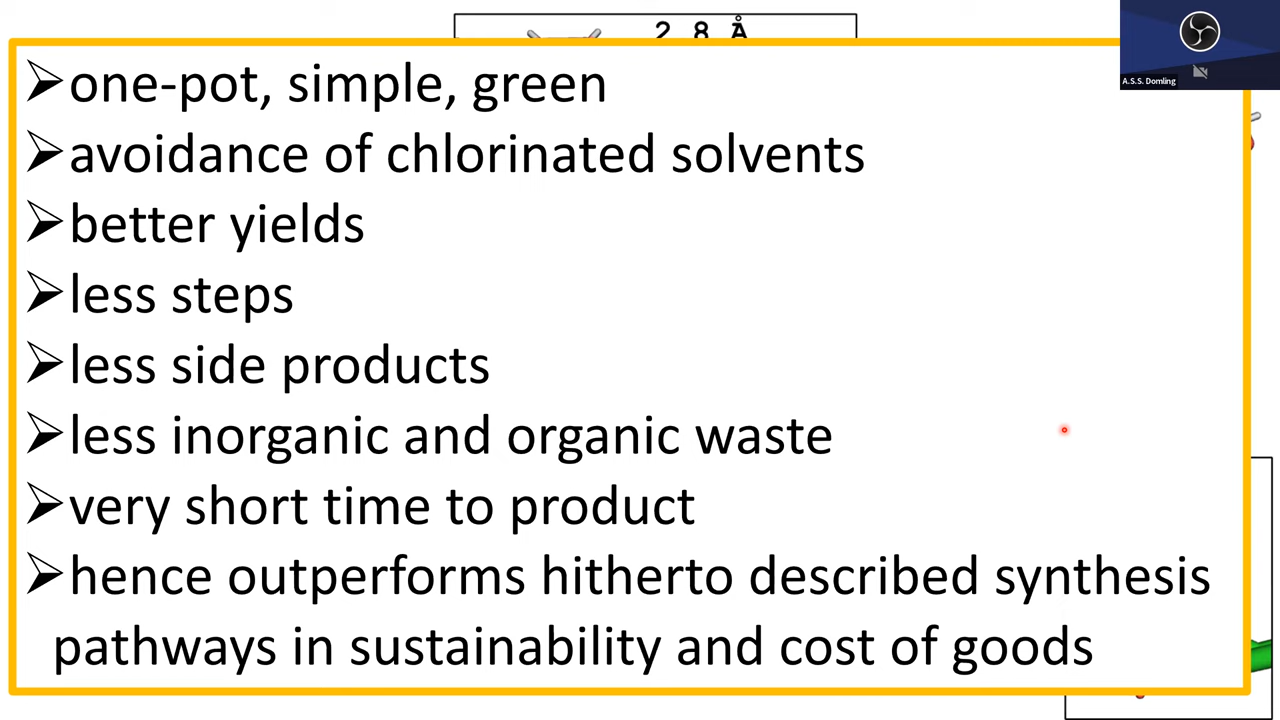 2 8 Å
A.S.S. Domling
➢one-pot, simple, green
➢avoidance of chlorinated solvents
➢better yields
➢less steps
➢less side products
➢less inorganic and organic waste
➢very short time to product
➢hence outperforms hitherto described synthesis
pathways in sustainability and cost of goods